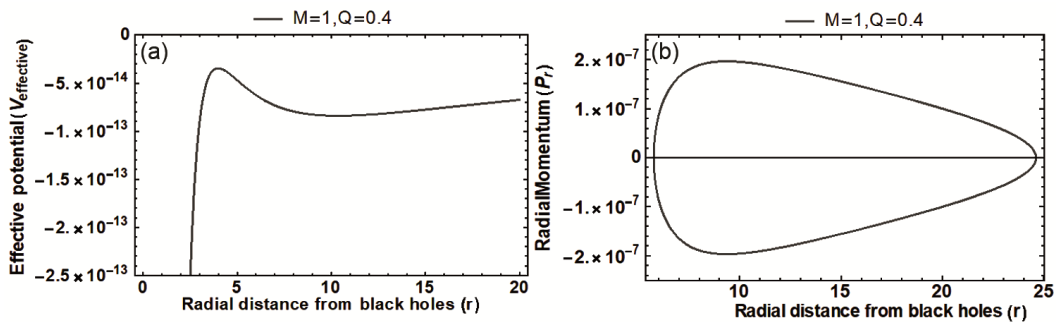 M=1,Q=0.4
(a)
Effective potential(Veffective)
0
-5.×10-14
-1.×10-13
-1.5×10-13
-2.×10-13
-2.5×10-13
0 5 10 15 20
Radial distance from black holes (r)
M=1,Q=0.4
(b)
RadialMomentum (Pr)
2.×10-7
1.×10-7
0
-1.×10-7
-2.×10-7
10 15 20 25
Radial distance from black holes (r)